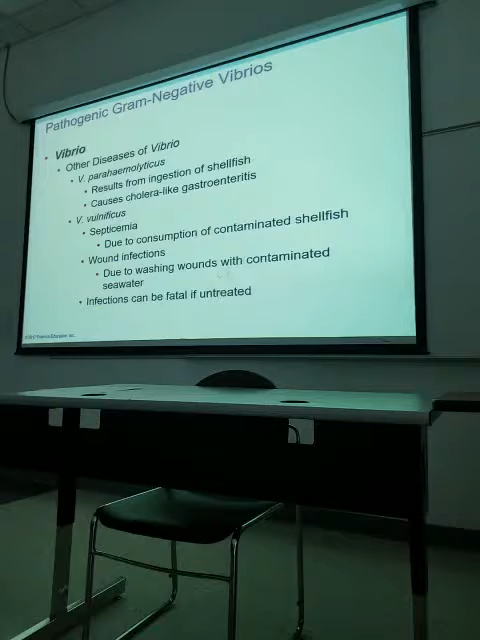 Pathogenic Gram-Negative Vibrios
• Vibrio
• Other Diseases of Vibrio
• V. parahaemolyticus
• Results from ingestion of shellfish
• Causes cholera-like gastroenteritis
• V. vulnificus
• Septicemia
• Due to consumption of contaminated shellfish
• Wound infections
• Due to washing wounds with contaminated
seawater
• Infections can be fatal if untreated